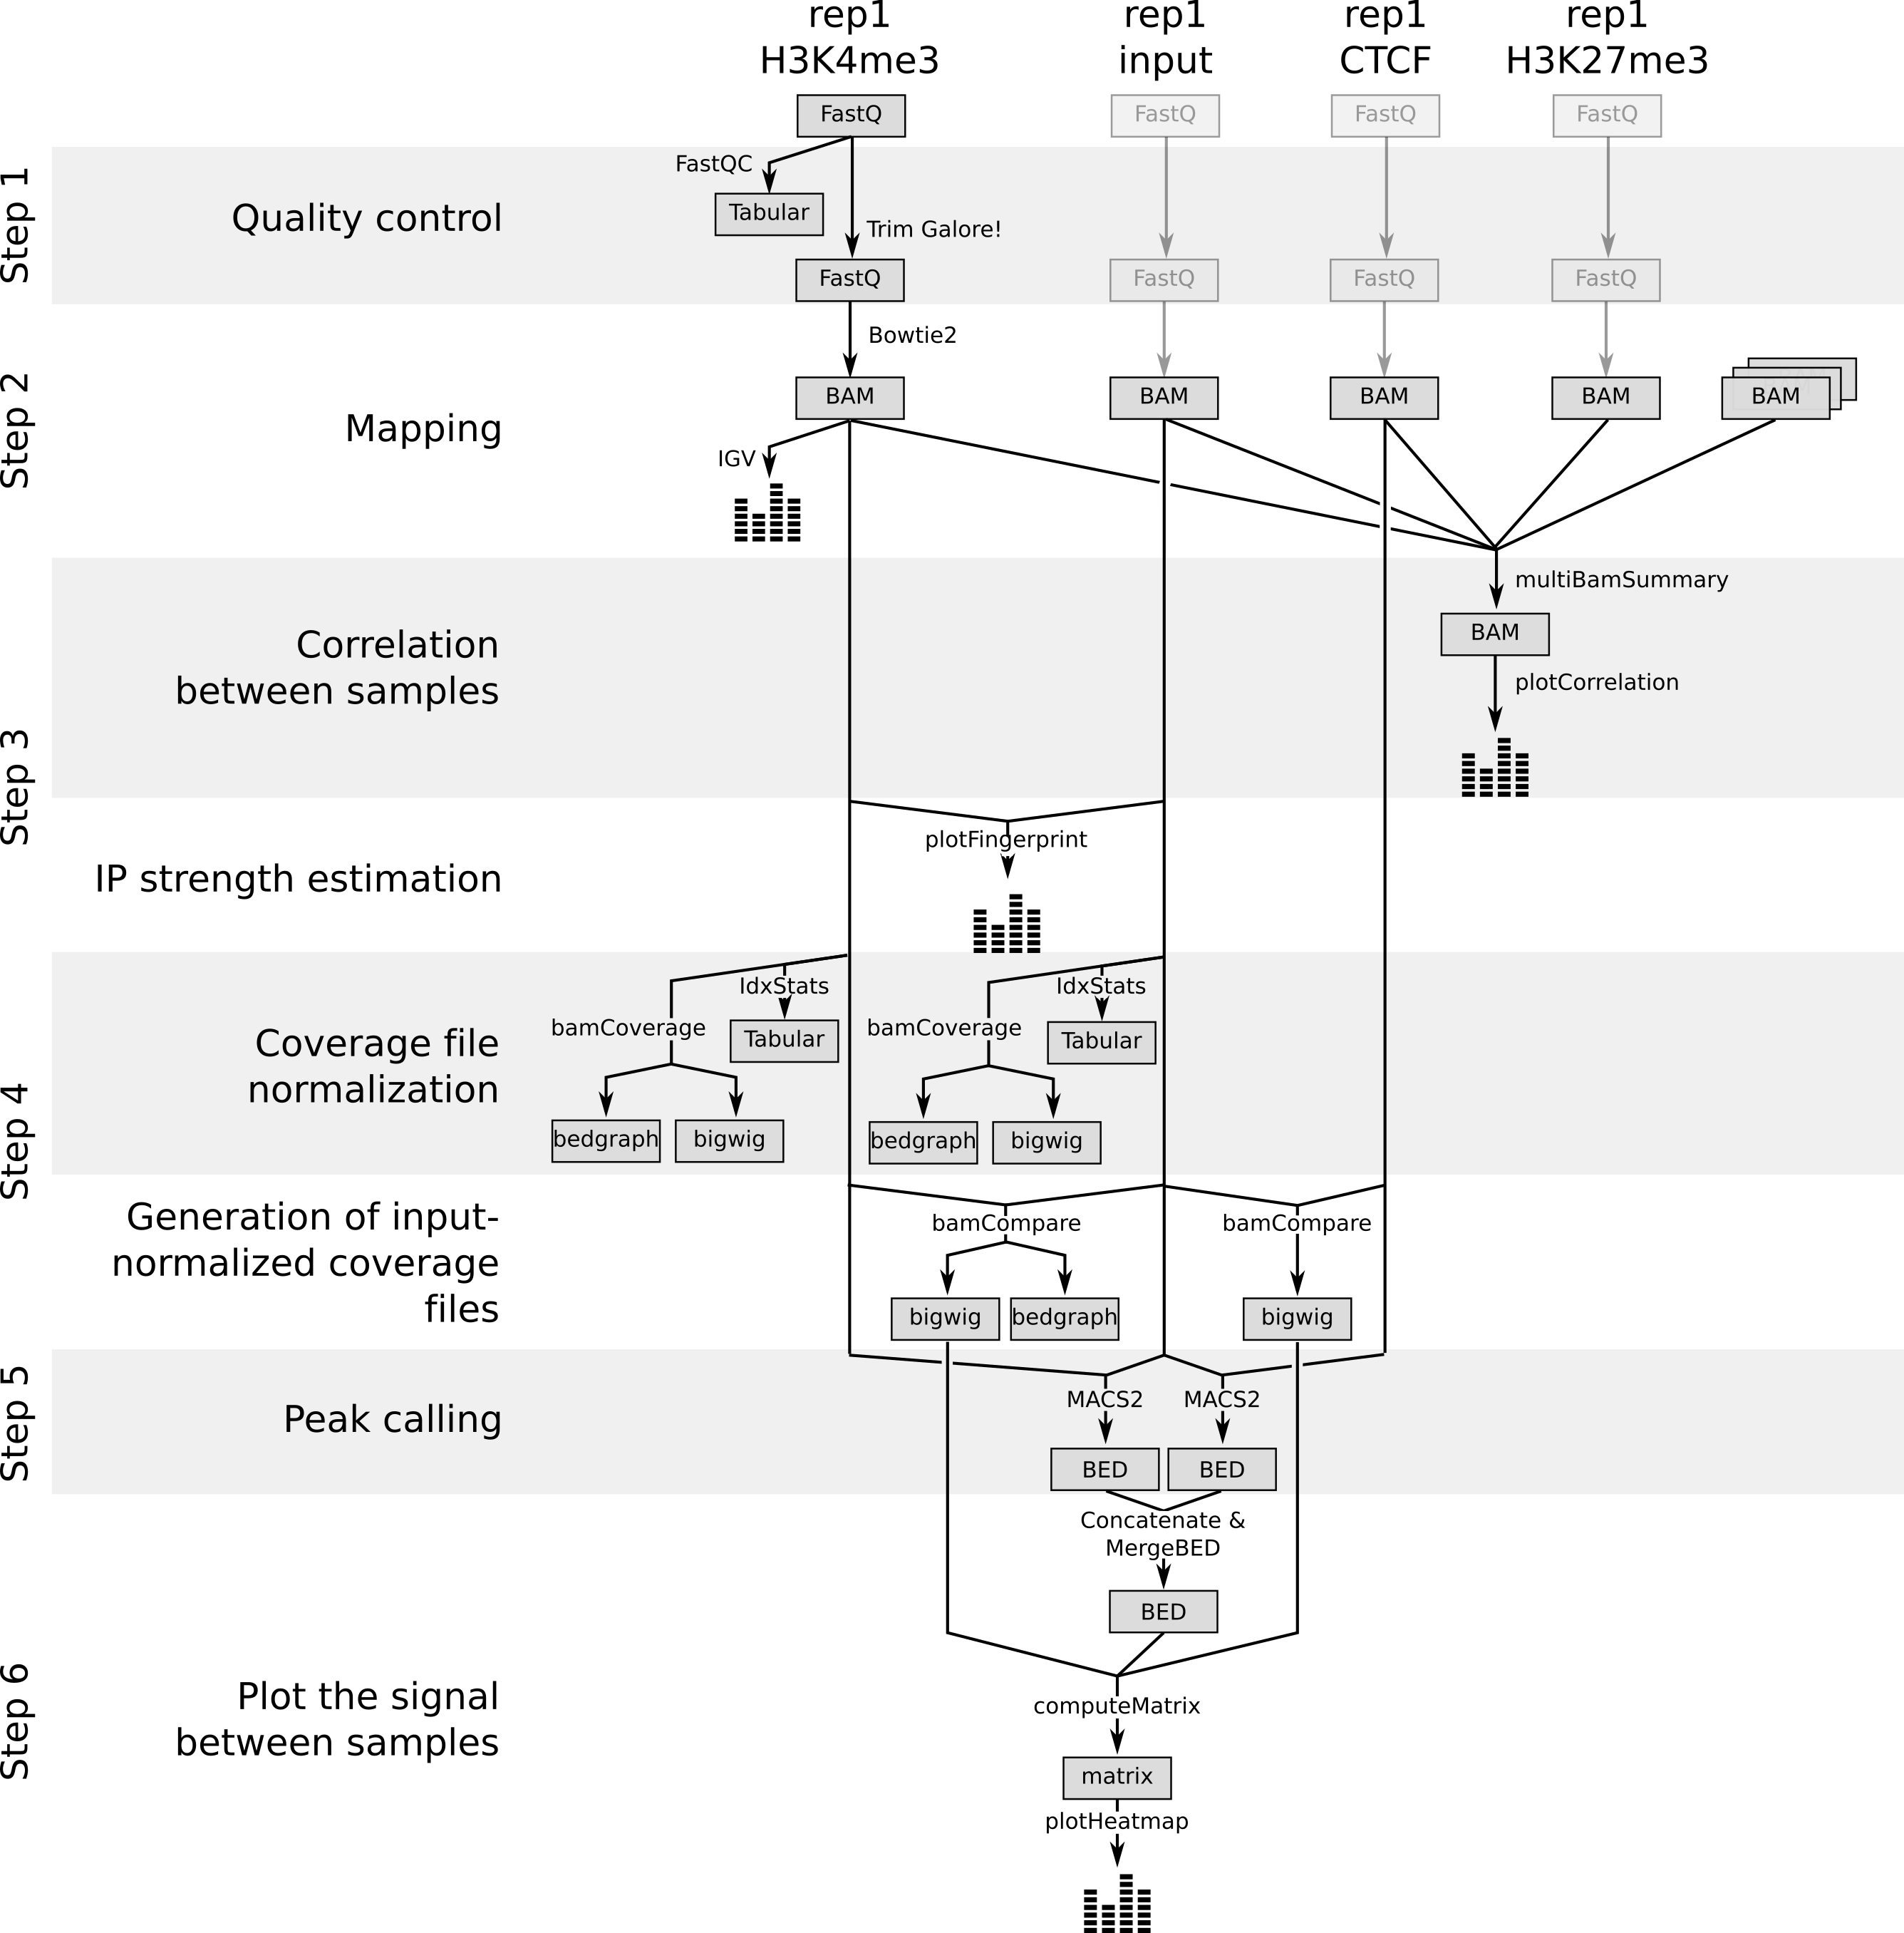 rep1
H3K4me3
rep1
input
rep1
CTCF
rep1
H3K27me3
FastQ
FastQ
FastQ
FastQ
Step 1
Quality control
FastQC
Tabular
Trim Galore!
FastQ
FastQ
FastQ
FastQ
Step 2
Mapping
Bowtie2
BAM
BAM
BAM
BAM
BAM
IGV
Step 3
Correlation
between samples
multiBamSummary
BAM
plotCorrelation
IP strength estimation
plotFingerprint
Step 4
Coverage file
normalization
IdxStats
bamCoverage
Tabular
bedgraph
bigwig
IdxStats
bamCoverage
Tabular
bedgraph
bigwig
Generation of input-
normalized coverage
files
bamCompare
bigwig
bedgraph
bamCompare
bigwig
Step 5
Peak calling
MACS2
MACS2
BED
BED
Step 6
Plot the signal
between samples
Concatenate &
MergeBED
BED
computeMatrix
matrix
plotHeatmap